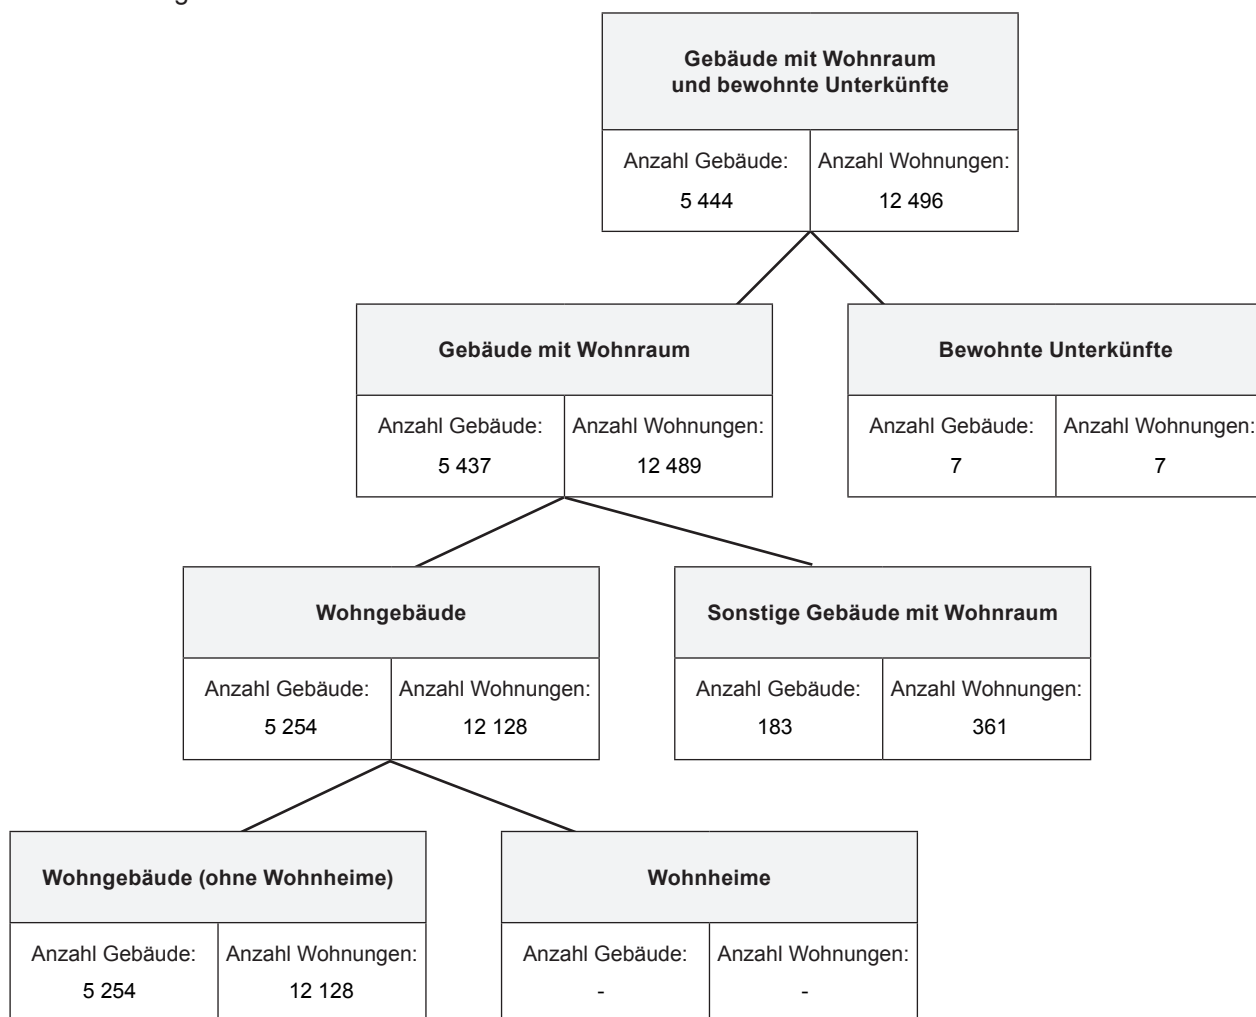 Gebäude mit Wohnraum
und bewohnte Unterkünfte
Anzahl Gebäude:
5 444
Anzahl Wohnungen:
12 496
Gebäude mit Wohnraum
Anzahl Gebäude:
5 437
Anzahl Wohnungen:
12 489
Bewohnte Unterkünfte
Anzahl Gebäude:
7
Anzahl Wohnungen:
7
Wohngebäude
Anzahl Gebäude:
5 254
Anzahl Wohnungen:
12 128
Sonstige Gebäude mit Wohnraum
Anzahl Gebäude:
183
Anzahl Wohnungen:
361
Wohngebäude (ohne Wohnheime)
Anzahl Gebäude:
5 254
Anzahl Wohnungen:
12 128
Wohnheime
Anzahl Gebäude:
-
Anzahl Wohnungen:
-